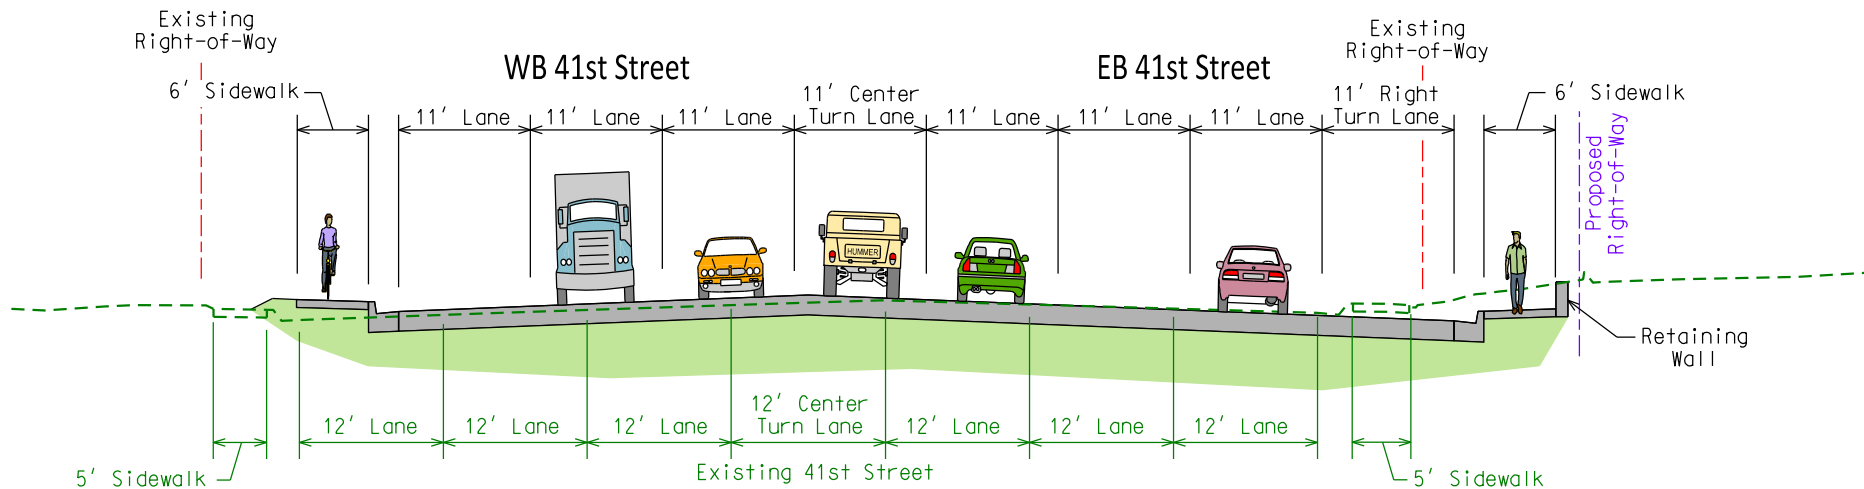 Existing
Right-of-Way
WB 41st Street
EB 41st Street
Existing
Right-of-Way
6' Sidewalk
11' Lane
11' Lane
11' Lane
11' Center
Turn Lane
11' Lane
11' Lane
11' Lane
11' Right
Turn Lane
6' Sidewalk
Proposed
Right-of-Way
HUMMER
Retaining
Wall
12' Lane
12' Lane
12' Lane
12' Center
Turn Lane
12' Lane
12' Lane
12' Lane
5' Sidewalk
Existing 41st Street
5' Sidewalk